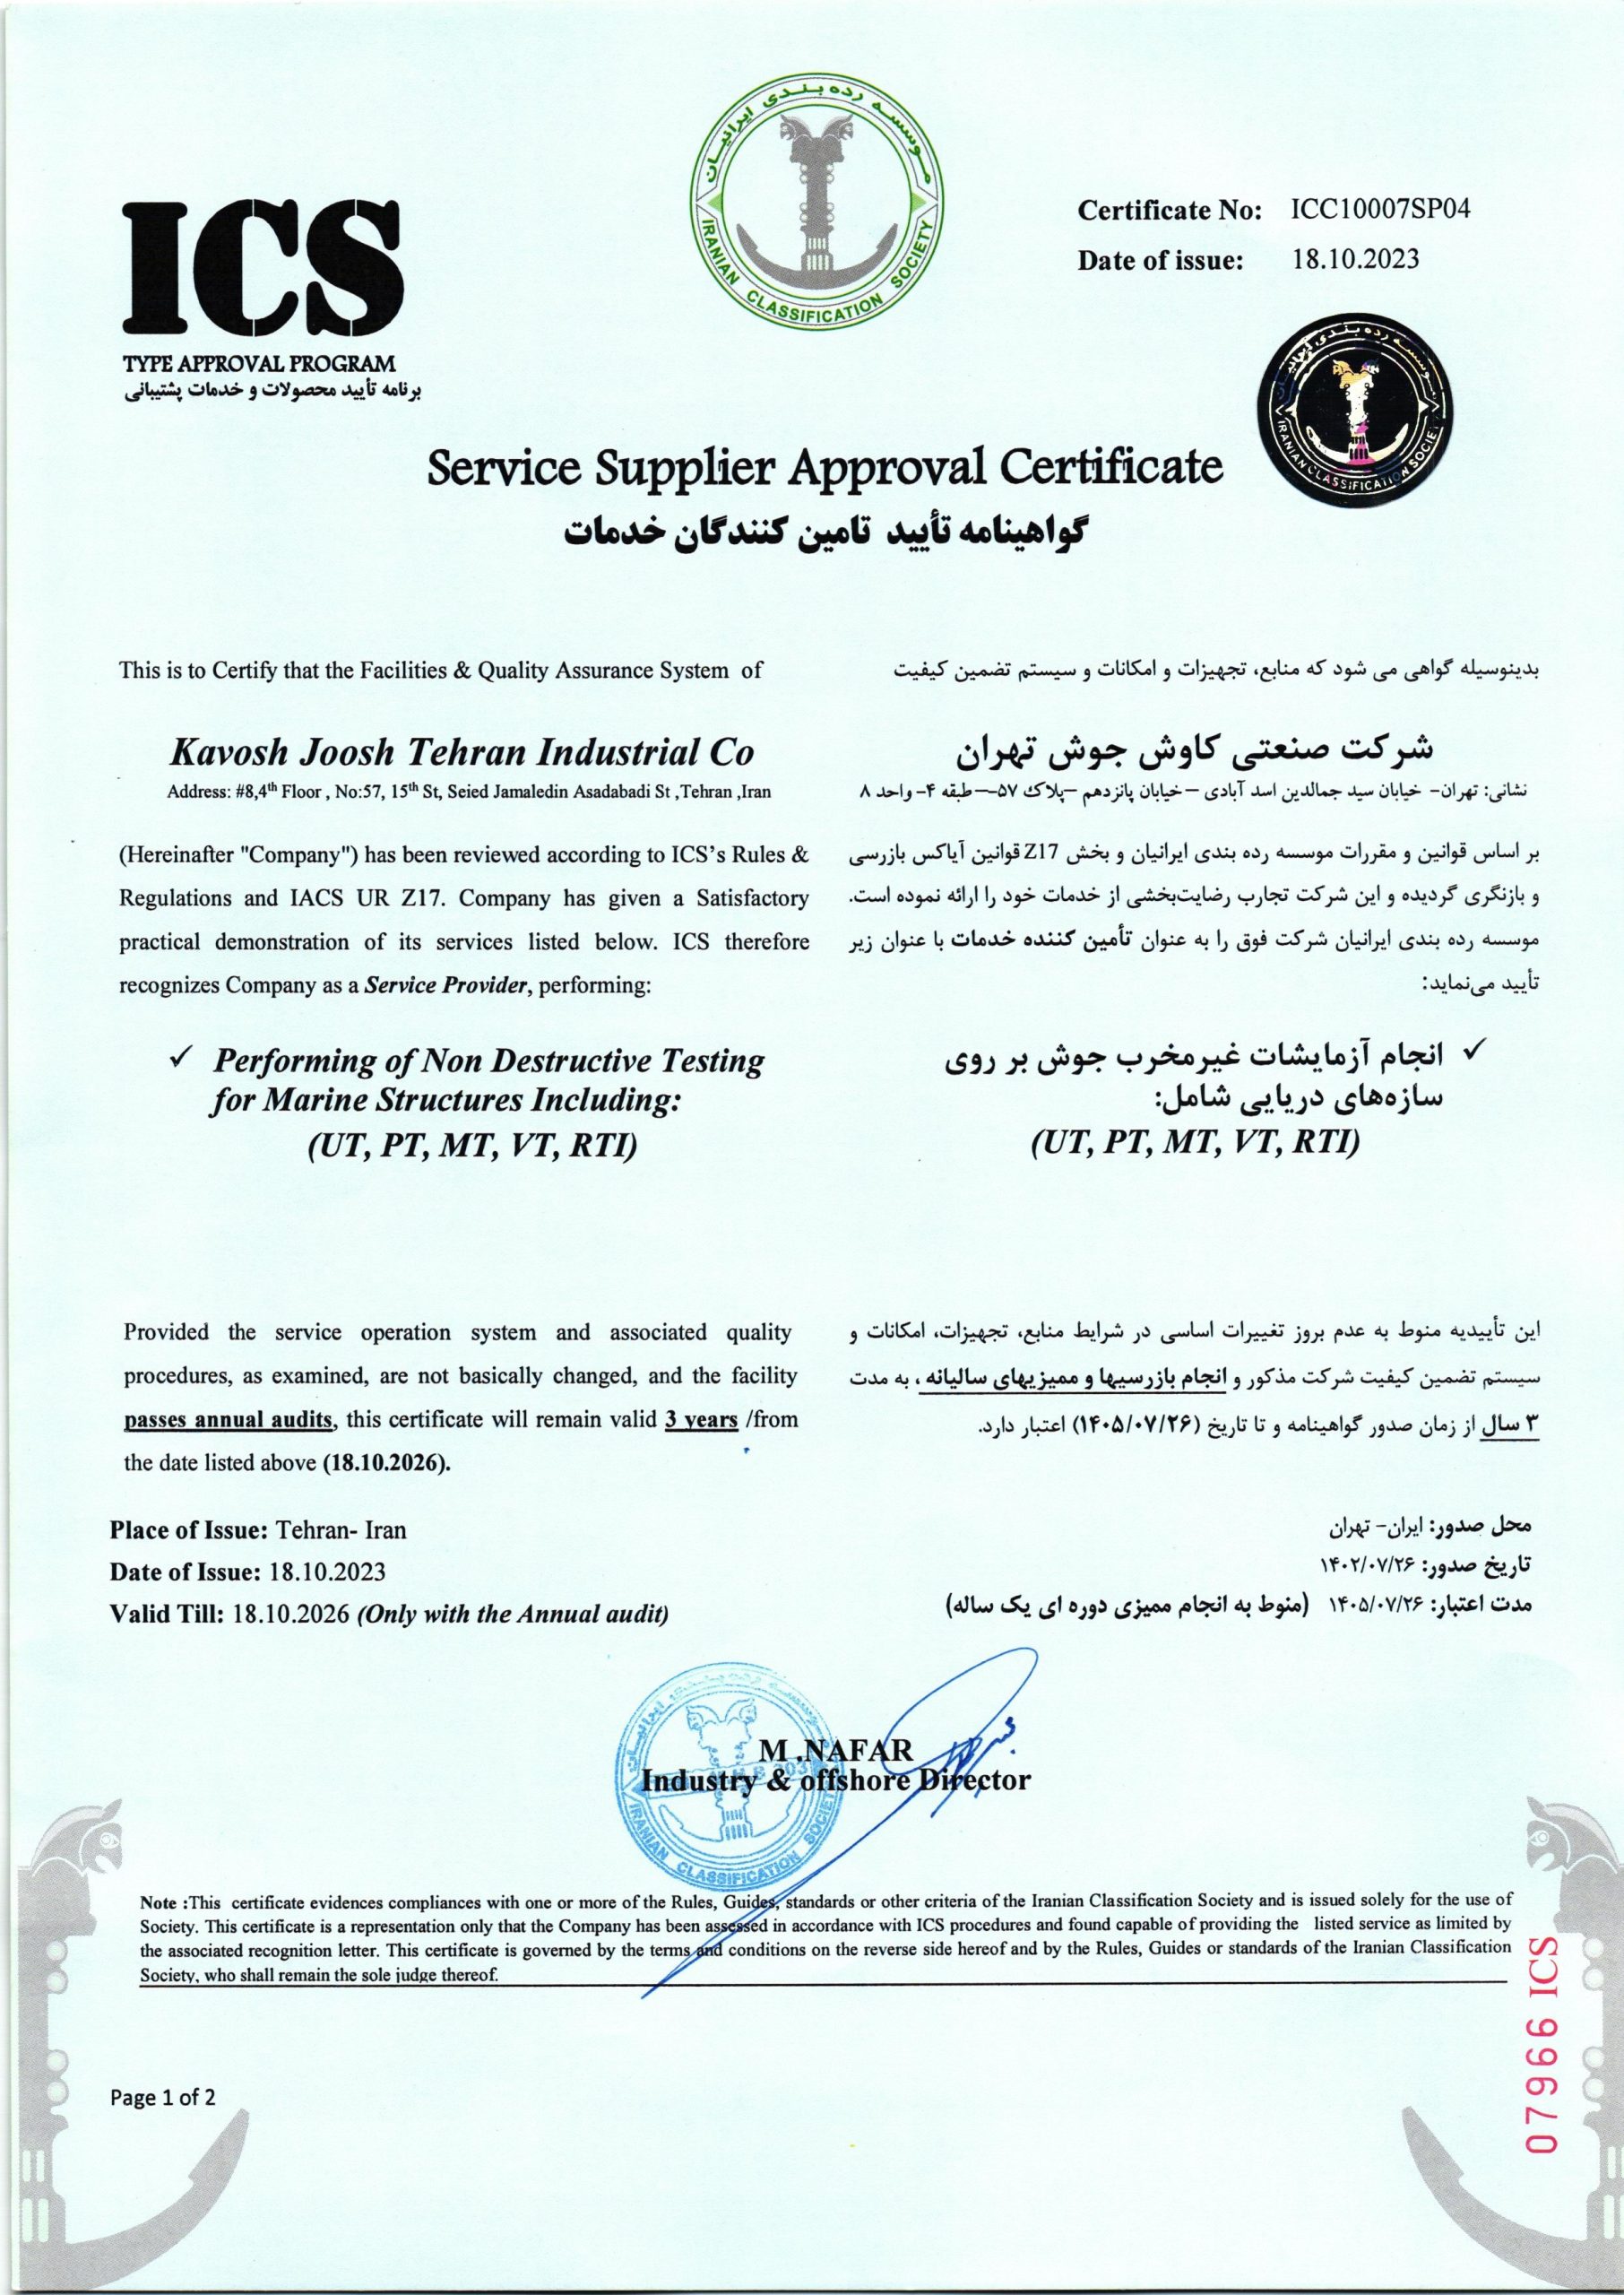 موسسه رده بندی ایرانیان
IRANIAN CLASSIFICATION SOCIETY
ICS
TYPE APPROVAL PROGRAM
برنامه تأیید محصولات و خدمات پشتیبانی
Certificate No: ICC10007SP04
Date of issue: 18.10.2023
موسسه رده بندی ایرانیان
IRANIAN CLASSIFICATION SOCIETY
Service Supplier Approval Certificate
گواهینامه تأیید تامین کنندگان خدمات
This is to Certify that the Facilities & Quality Assurance System of
Kavosh Joosh Tehran Industrial Co
Address: #8,4th Floor , No:57, 15th St, Seied Jamaledin Asadabadi St ,Tehran ,Iran
(Hereinafter "Company") has been reviewed according to ICS's Rules &
Regulations and IACS UR Z17. Company has given a Satisfactory
practical demonstration of its services listed below. ICS therefore
recognizes Company as a Service Provider, performing:
✓ Performing of Non Destructive Testing
for Marine Structures Including:
(UT, PT, MT, VT, RTI)
بدینوسیله گواهی می شود که منابع، تجهیزات و امکانات و سیستم تضمین کیفیت
شرکت صنعتی کاوش جوش تهران
نشانی: تهران- خیابان سید جمالدین اسد آبادی –خیابان پانزدهم –پلاک ۵۷–-طبقه ۴- واحد ۸
بر اساس قوانین و مقررات موسسه رده بندی ایرانیان و بخش Z17 قوانین آیاکس بازرسی
و بازنگری گردیده و این شرکت تجارب رضایت‌بخشی از خدمات خود را ارائه نموده است.
موسسه رده بندی ایرانیان شرکت فوق را به عنوان تأمین کننده خدمات با عنوان زیر
تأیید می‌نماید:
✓ انجام آزمایشات غیرمخرب جوش بر روی
سازه‌های دریایی شامل:
(UT, PT, MT, VT, RTI)
Provided the service operation system and associated quality
procedures, as examined, are not basically changed, and the facility
passes annual audits, this certificate will remain valid 3 years /from
the date listed above (18.10.2026).
این تأییدیه منوط به عدم بروز تغییرات اساسی در شرایط منابع، تجهیزات، امکانات و
سیستم تضمین کیفیت شرکت مذکور و انجام بازرسیها و ممیزیهای سالیانه ، به مدت
۳ سال از زمان صدور گواهینامه و تا تاریخ (۱۴۰۵/۰۷/۲۶) اعتبار دارد.
Place of Issue: Tehran- Iran
Date of Issue: 18.10.2023
Valid Till: 18.10.2026 (Only with the Annual audit)
محل صدور: ایران- تهران
تاریخ صدور: ۱۴۰۲/۰۷/۲۶
مدت اعتبار: ۱۴۰۵/۰۷/۲۶ (منوط به انجام ممیزی دوره ای یک ساله)
موسسه رده بندی ایرانیان
IRANIAN CLASSIFICATION SOCIETY
M .NAFAR
Industry & offshore Director
Note :This certificate evidences compliances with one or more of the Rules, Guides, standards or other criteria of the Iranian Classification Society and is issued solely for the use of
Society. This certificate is a representation only that the Company has been assessed in accordance with ICS procedures and found capable of providing the listed service as limited by
the associated recognition letter. This certificate is governed by the terms and conditions on the reverse side hereof and by the Rules, Guides or standards of the Iranian Classification
Society, who shall remain the sole judge thereof.
07966 ICS
Page 1 of 2